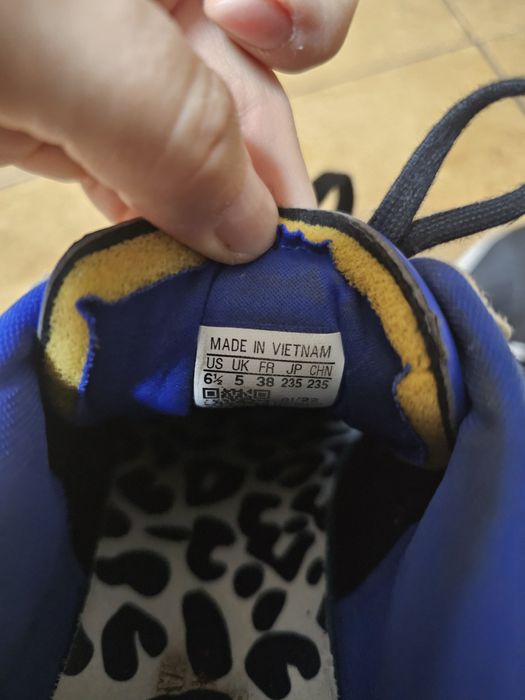 MADE IN VIETNAM
US UK FR JP CHN
6½ 5 38 235 235